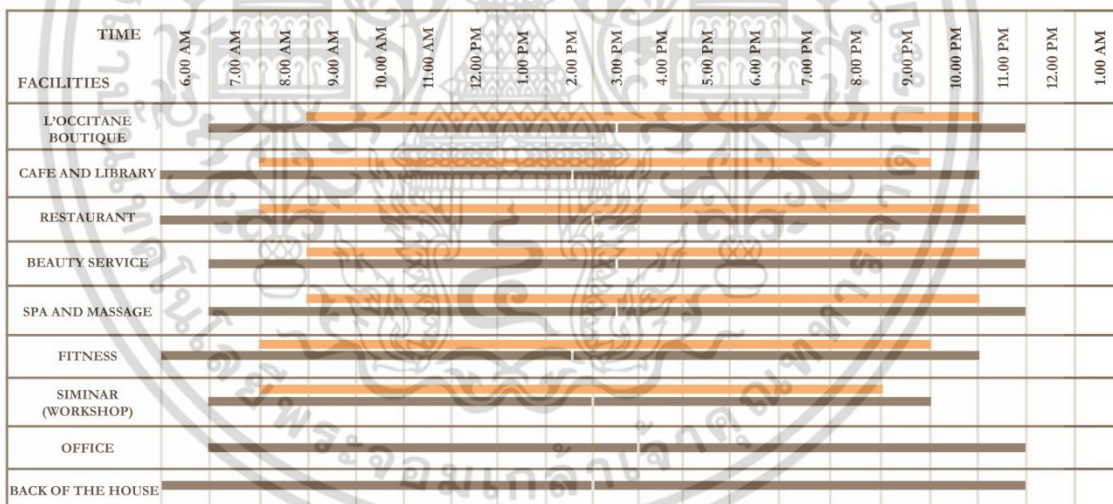 TIME
6.00 AM
7.00 AM
8.00 AM
9.00 AM
10.00 AM
11.00 AM
12.00 PM
1.00 PM
2.00 PM
3.00 PM
4.00 PM
5.00 PM
6.00 PM
7.00 PM
8.00 PM
9.00 PM
10.00 PM
11.00 PM
12.00 PM
1.00 AM
FACILITIES
L'OCCITANE
BOUTIQUE
CAFE AND LIBRARY
RESTAURANT
BEAUTY SERVICE
SPA AND MASSAGE
FITNESS
SIMINAR
(WORKSHOP)
OFFICE
BACK OF THE HOUSE